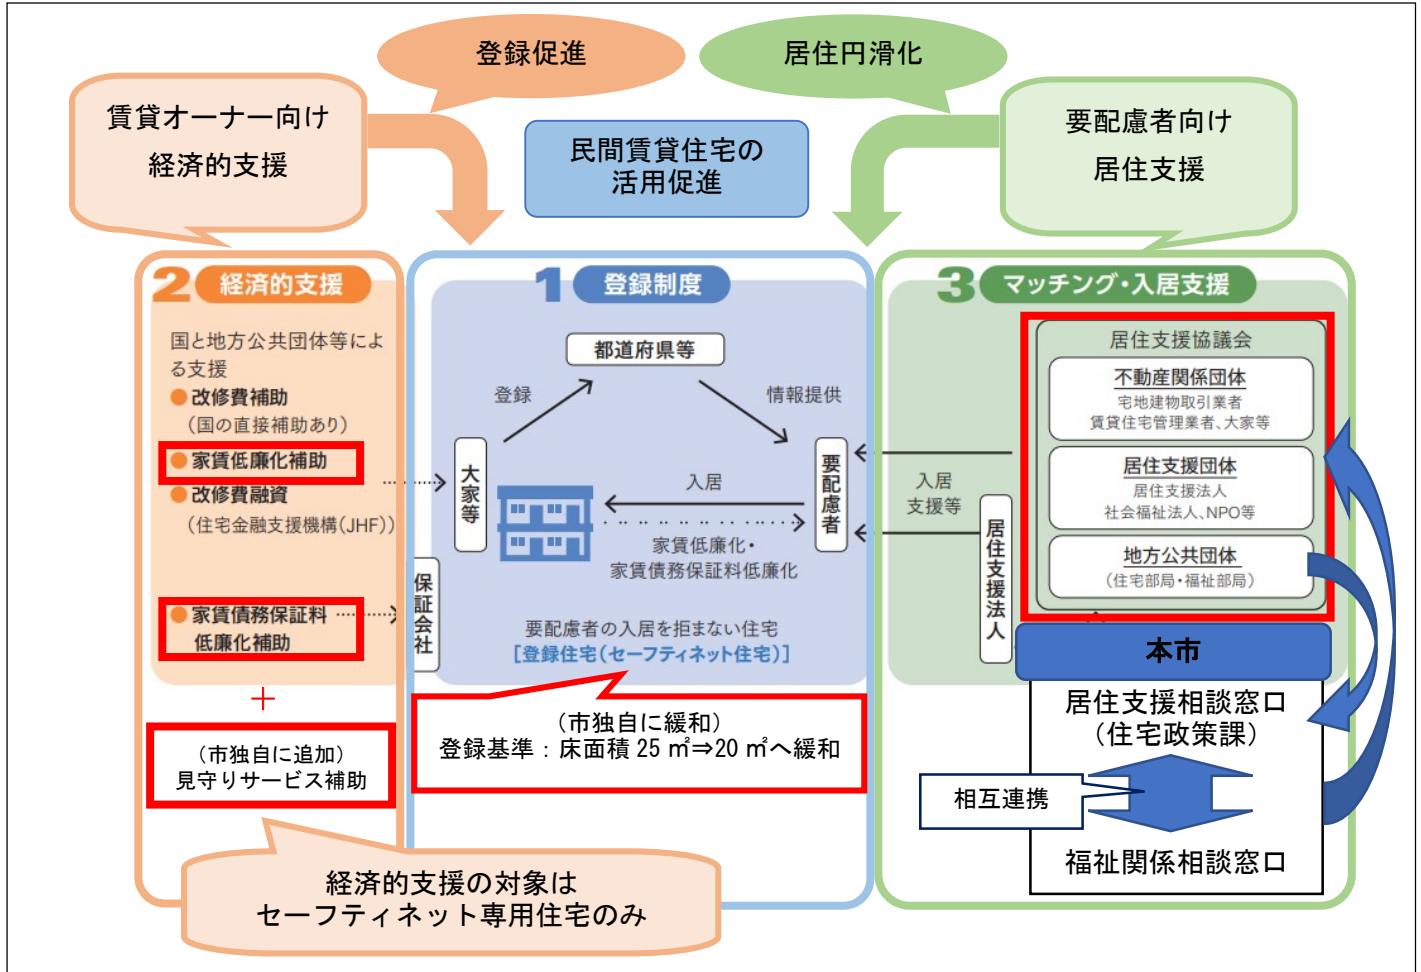 登録促進
居住円滑化
賃貸オーナー向け
経済的支援
民間賃貸住宅の
活用促進
要配慮者向け
居住支援
2 経済的支援
国と地方公共団体等によ
る支援
●改修費補助
(国の直接補助あり)
●家賃低廉化補助
●改修費融資
(住宅金融支援機構(JHF))
●家賃債務保証料
低廉化補助
+
(市独自に追加)
見守りサービス補助
経済的支援の対象は
セーフティネット専用住宅のみ
1 登録制度
都道府県等
登録
情報提供
大家等
要配慮者
入居
家賃低廉化・
家賃債務保証料低廉化
保証会社
要配慮者の入居を拒まない住宅
[登録住宅(セーフティネット住宅)]
(市独自に緩和)
登録基準:床面積 25 ㎡⇒20 ㎡へ緩和
3 マッチング・入居支援
居住支援協議会
不動産関係団体
宅地建物取引業者
賃貸住宅管理業者、大家等
居住支援団体
居住支援法人
社会福祉法人、NPO等
地方公共団体
(住宅部局・福祉部局)
入居
支援等
居住支援法人
本市
居住支援相談窓口
(住宅政策課)
相互連携
福祉関係相談窓口